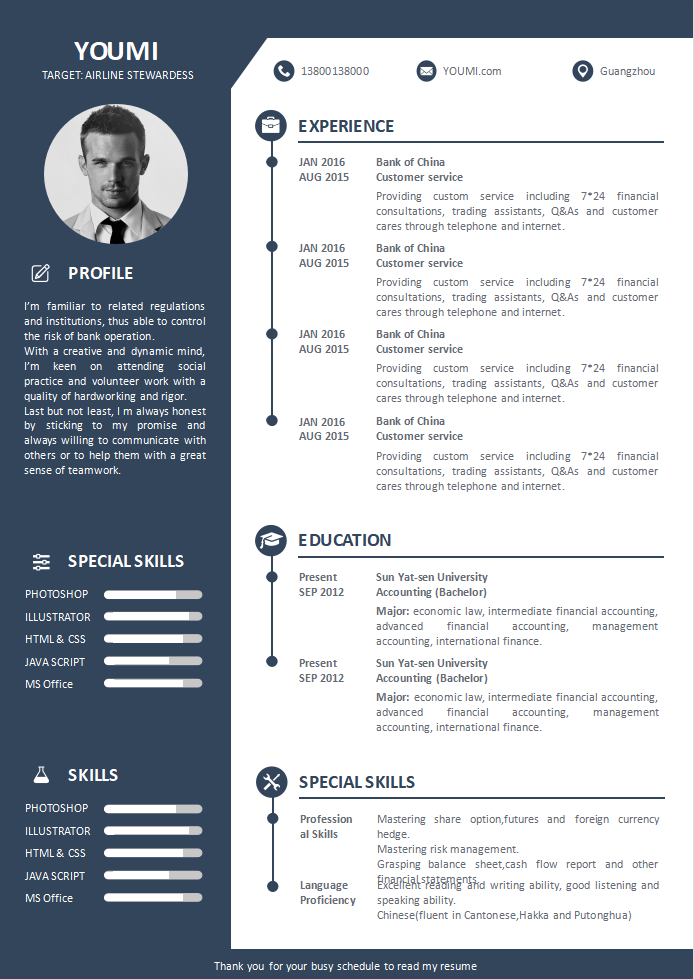 YOUMI
TARGET: AIRLINE STEWARDESS
13800138000
YOUMI.com
Guangzhou
PROFILE
I'm familiar to related regulations
and institutions, thus able to control
the risk of bank operation.
With a creative and dynamic mind,
I'm keen on attending social
practice and volunteer work with a
quality of hardworking and rigor.
Last but not least, I m always honest
by sticking to my promise and
always willing to communicate with
others or to help them with a great
sense of teamwork.
SPECIAL SKILLS
PHOTOSHOP
ILLUSTRATOR
HTML & CSS
JAVA SCRIPT
MS Office
SKILLS
PHOTOSHOP
ILLUSTRATOR
HTML & CSS
JAVA SCRIPT
MS Office
EXPERIENCE
JAN 2016 Bank of China
AUG 2015 Customer service
Providing custom service including 7*24 financial
consultations, trading assistants, Q&As and customer
cares through telephone and internet.
JAN 2016 Bank of China
AUG 2015 Customer service
Providing custom service including 7*24 financial
consultations, trading assistants, Q&As and customer
cares through telephone and internet.
JAN 2016 Bank of China
AUG 2015 Customer service
Providing custom service including 7*24 financial
consultations, trading assistants, Q&As and customer
cares through telephone and internet.
JAN 2016 Bank of China
AUG 2015 Customer service
Providing custom service including 7*24 financial
consultations, trading assistants, Q&As and customer
cares through telephone and internet.
EDUCATION
Present Sun Yat-sen University
SEP 2012 Accounting (Bachelor)
Major: economic law, intermediate financial accounting,
advanced financial accounting, management
accounting, international finance.
Present Sun Yat-sen University
SEP 2012 Accounting (Bachelor)
Major: economic law, intermediate financial accounting,
advanced financial accounting, management
accounting, international finance.
SPECIAL SKILLS
Profession
al Skills
Mastering share option,futures and foreign currency
hedge.
Mastering risk management.
Grasping balance sheet,cash flow report and other
financial statements.
Language
Proficiency
Excellent reading and writing ability, good listening and
speaking ability.
Chinese(fluent in Cantonese,Hakka and Putonghua)
Thank you for your busy schedule to read my resume